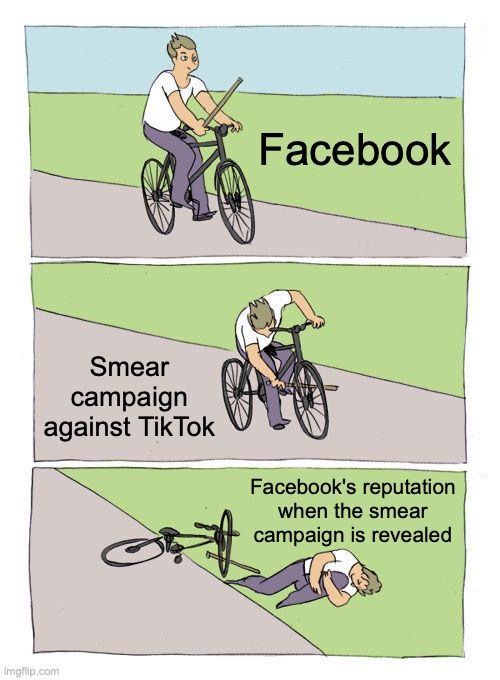 Facebook
Smear
campaign
against TikTok
Facebook's reputation
when the smear
campaign is revealed
imgflip.com